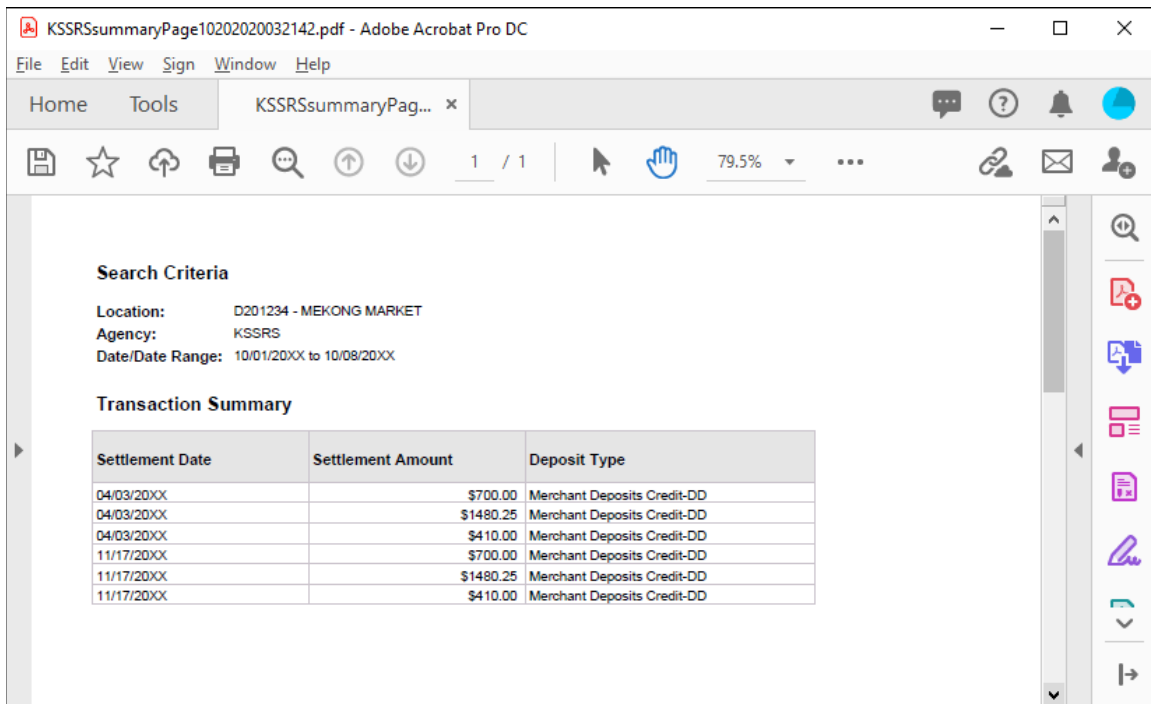 KSSRSsummaryPage10202020032142.pdf - Adobe Acrobat Pro DC
File Edit View Sign Window Help
Home Tools KSSRSsummaryPag... ×
1 / 1 79.5%
Search Criteria
Location: D201234 - MEKONG MARKET
Agency: KSSRS
Date/Date Range: 10/01/20XX to 10/08/20XX
Transaction Summary
Settlement Date Settlement Amount Deposit Type
04/03/20XX $700.00 Merchant Deposits Credit-DD
04/03/20XX $1480.25 Merchant Deposits Credit-DD
04/03/20XX $410.00 Merchant Deposits Credit-DD
11/17/20XX $700.00 Merchant Deposits Credit-DD
11/17/20XX $1480.25 Merchant Deposits Credit-DD
11/17/20XX $410.00 Merchant Deposits Credit-DD